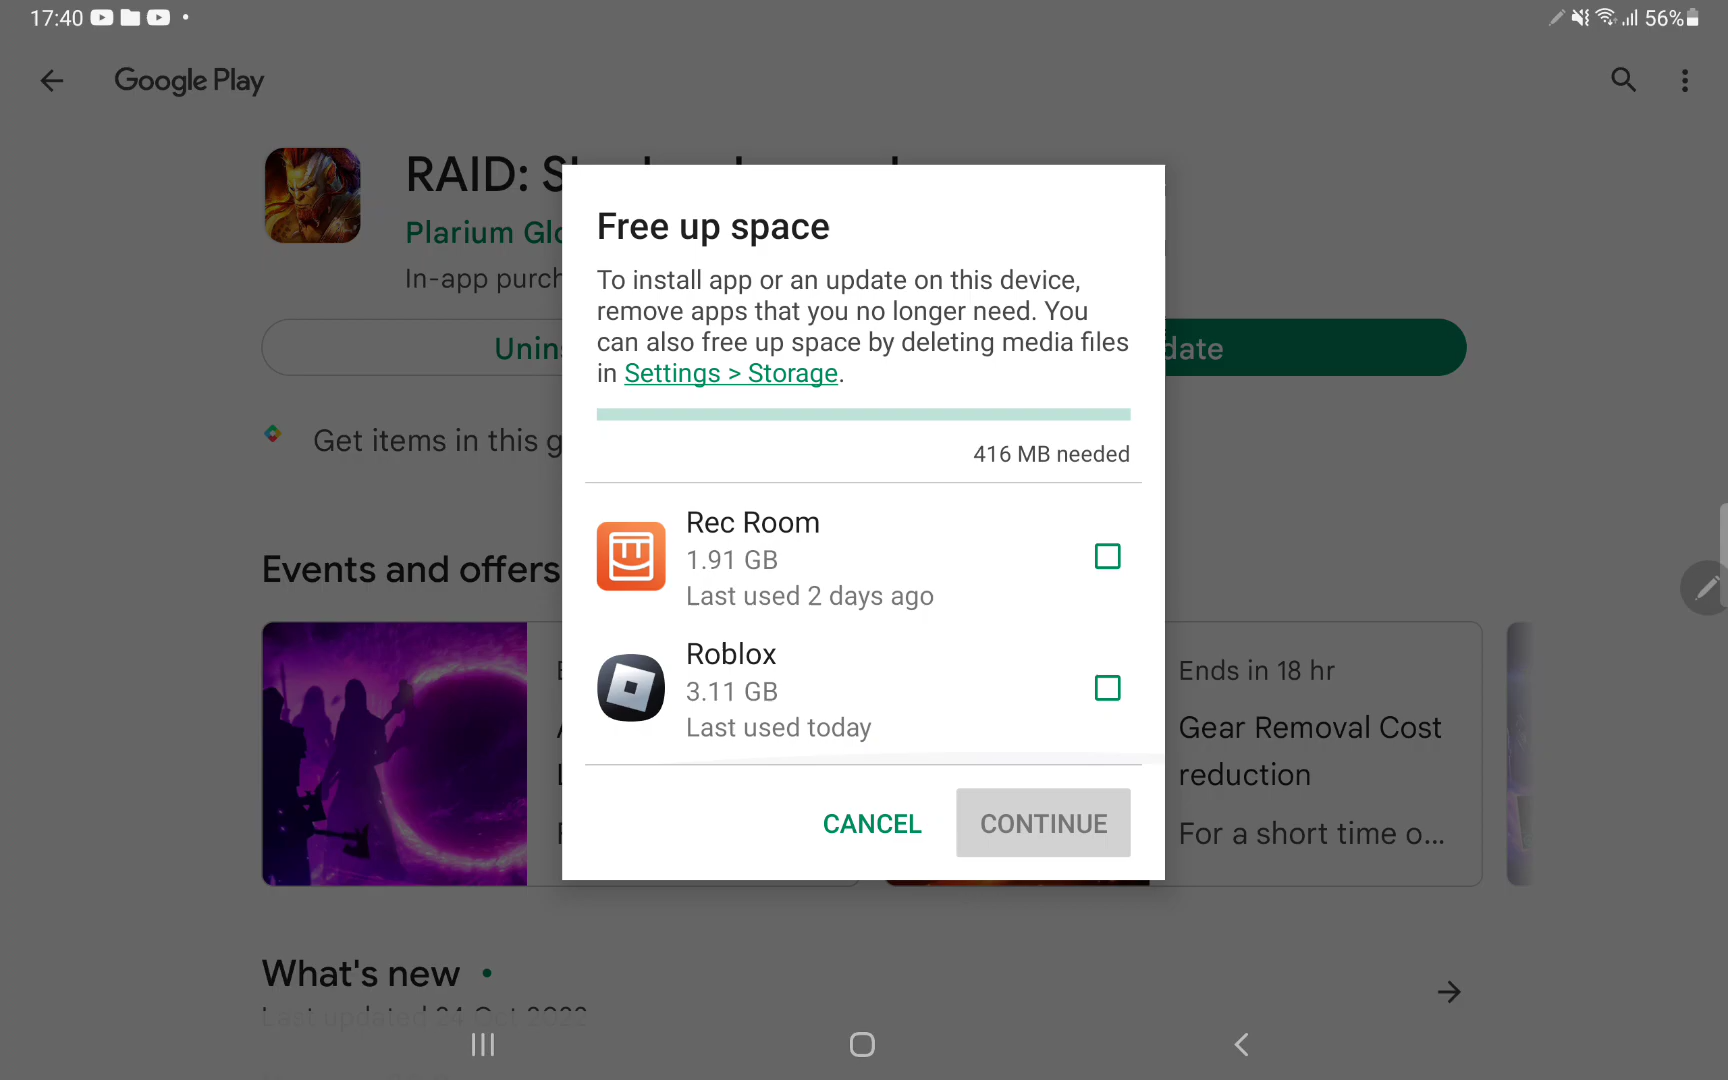 17:40
56%
Google Play
RAID:
Plarium
In-app
Free up space
To install app or an update on this device,
remove apps that you no longer need. You
can also free up space by deleting media files
in Settings > Storage.
416 MB needed
Get items in this
Rec Room
1.91 GB
Last used 2 days ago
Roblox
3.11 GB
Last used today
CANCEL
CONTINUE
Events and offers
Ends in 18 hr
Gear Removal Cost
reduction
For a short time o...
What's new